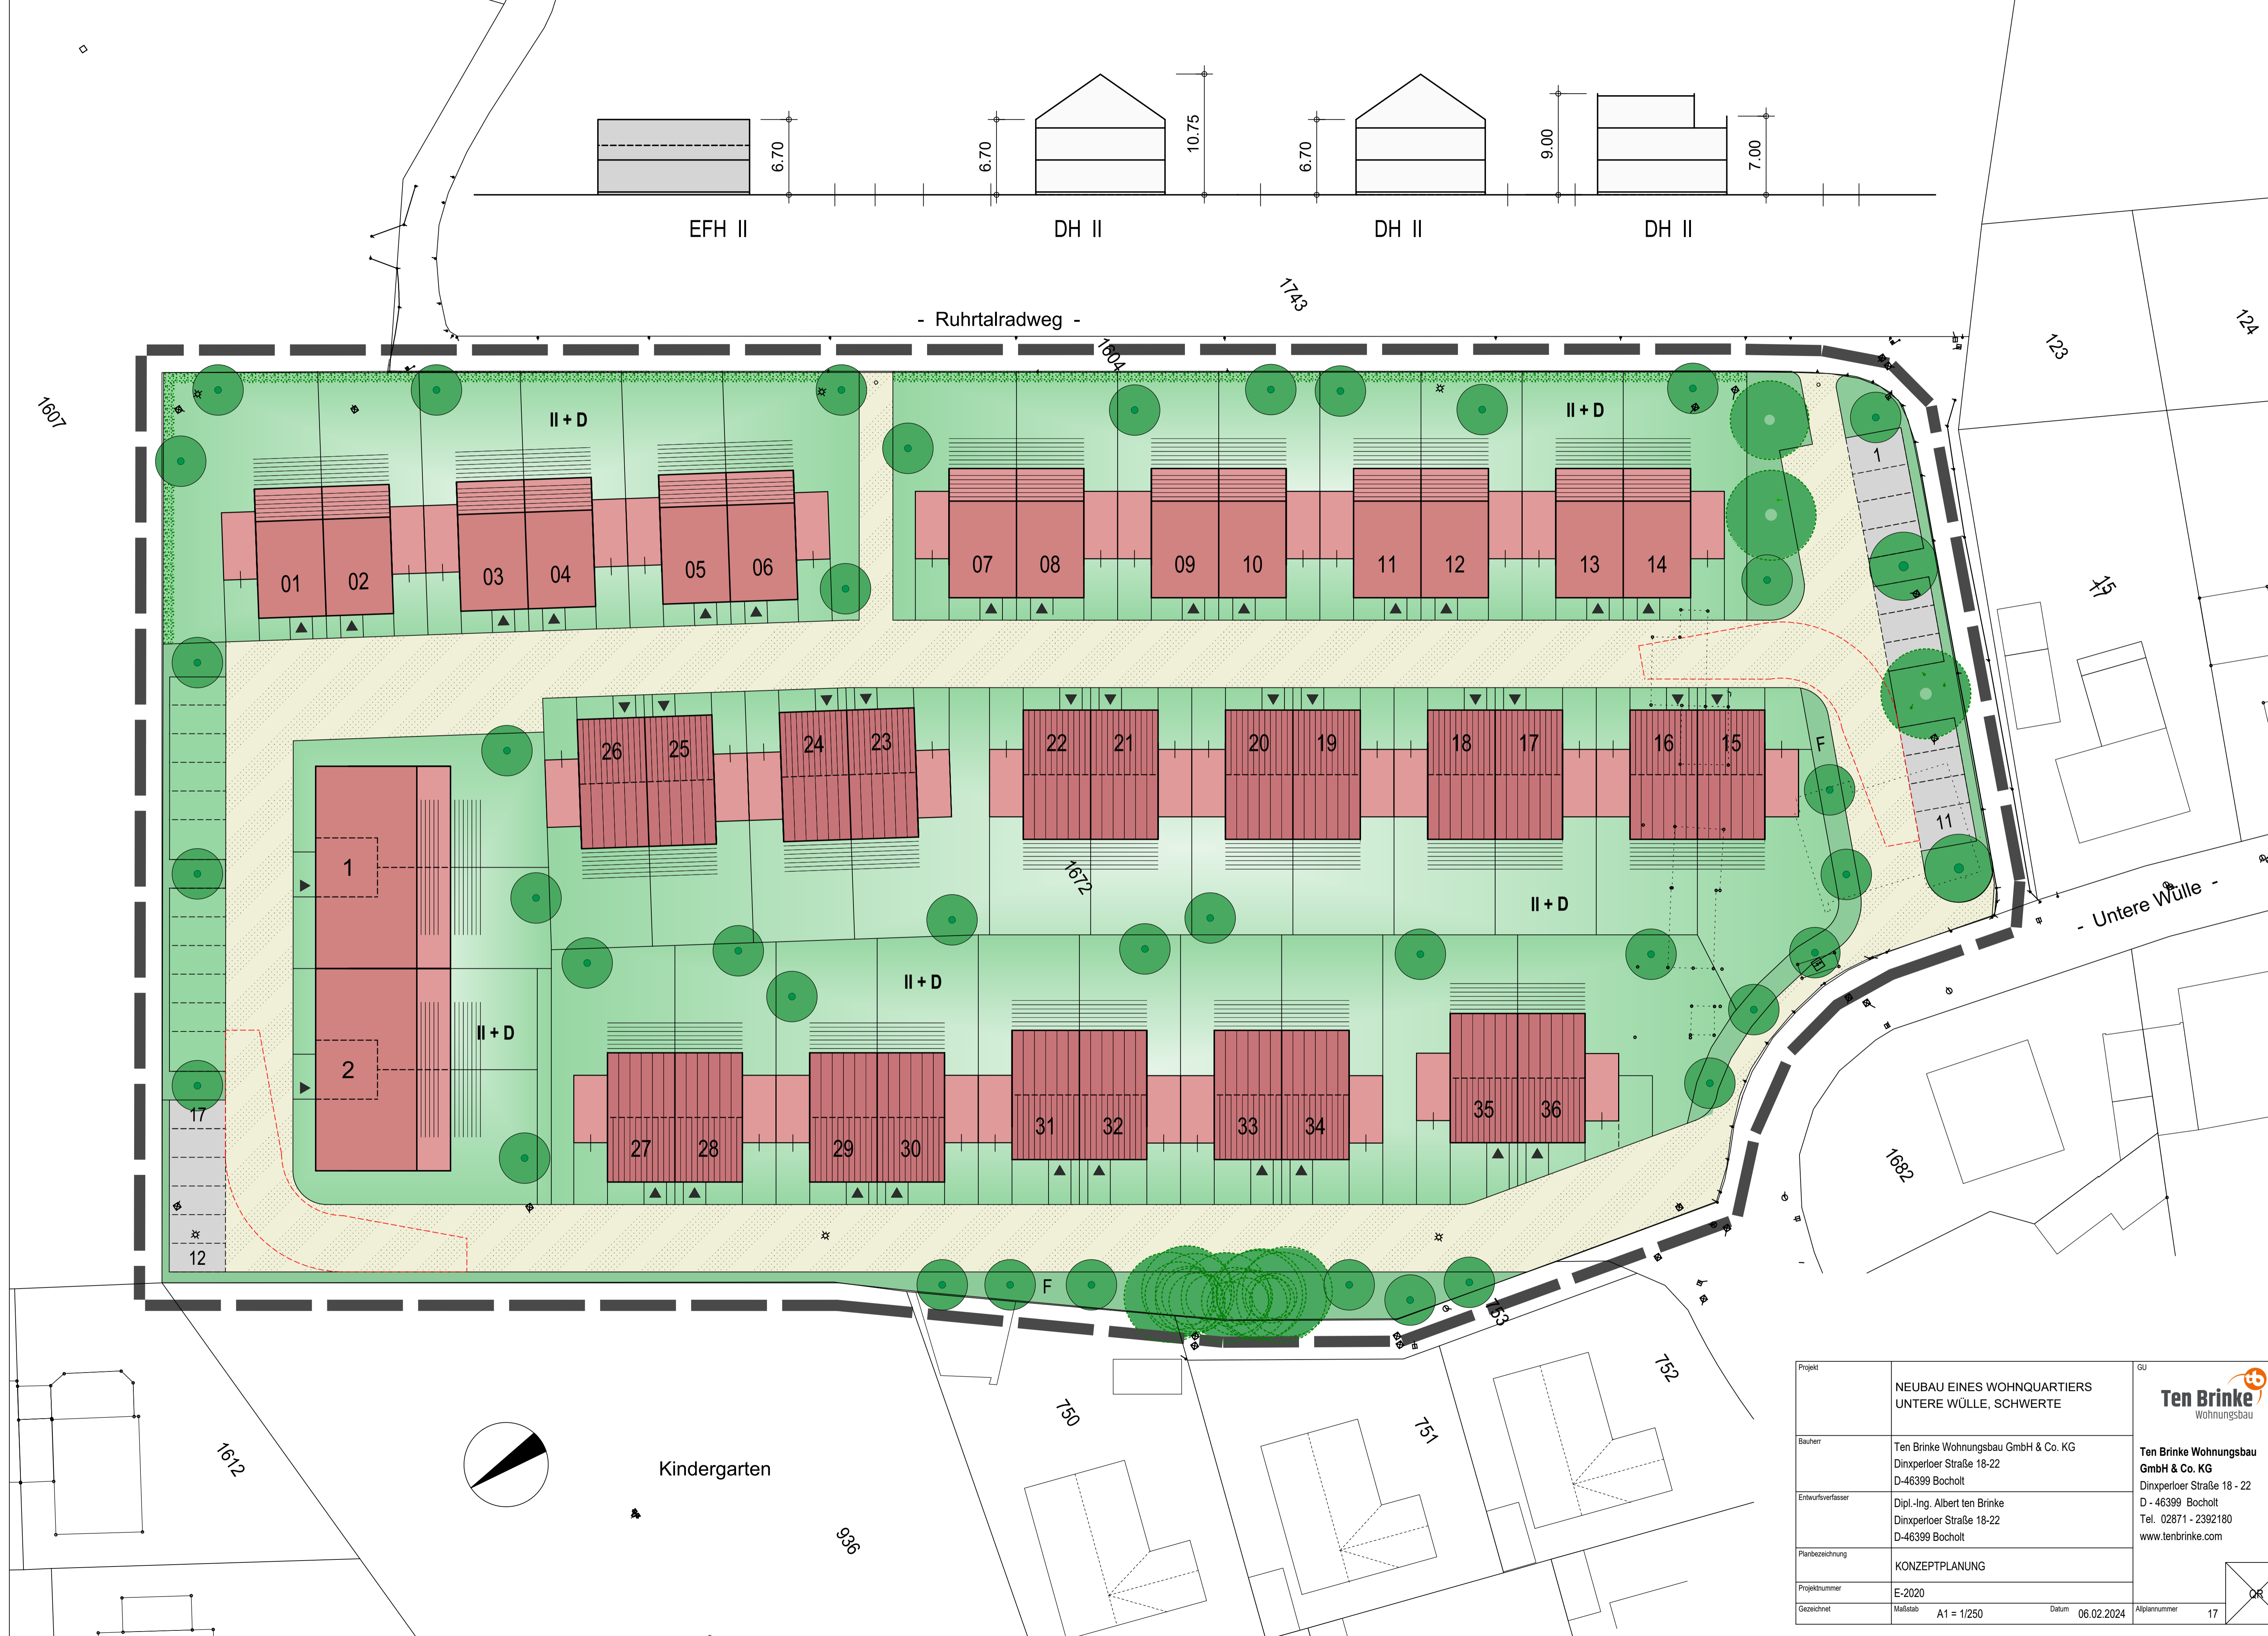 6.70
6.70
10.75
6.70
9.00
7.00
EFH II
DH II
DH II
DH II
1743
- Ruhrtalradweg -
1604
123
124
1607
II + D
II + D
1
01
02
03
04
05
06
07
08
09
10
11
12
13
14
15
26
25
24
23
22
21
20
19
18
17
16
15
F
11
1
1672
- Untere Wülle -
II + D
II + D
II + D
2
17
27
28
29
30
31
32
33
34
35
36
1682
12
F
753
752
750
751
1612
Kindergarten
936
Projekt
NEUBAU EINES WOHNQUARTIERS
UNTERE WÜLLE, SCHWERTE
GU
tb
Ten Brinke
Wohnungsbau
Bauherr
Ten Brinke Wohnungsbau GmbH & Co. KG
Dinxperloer Straße 18-22
D-46399 Bocholt
Ten Brinke Wohnungsbau
GmbH & Co. KG
Dinxperloer Straße 18 - 22
D - 46399 Bocholt
Tel. 02871 - 2392180
www.tenbrinke.com
Entwurfsverfasser
Dipl.-Ing. Albert ten Brinke
Dinxperloer Straße 18-22
D-46399 Bocholt
Planbezeichnung
KONZEPTPLANUNG
Projektnummer
E-2020
QR
Gezeichnet
Maßstab
A1 = 1/250
Datum
06.02.2024
Allplannummer
17